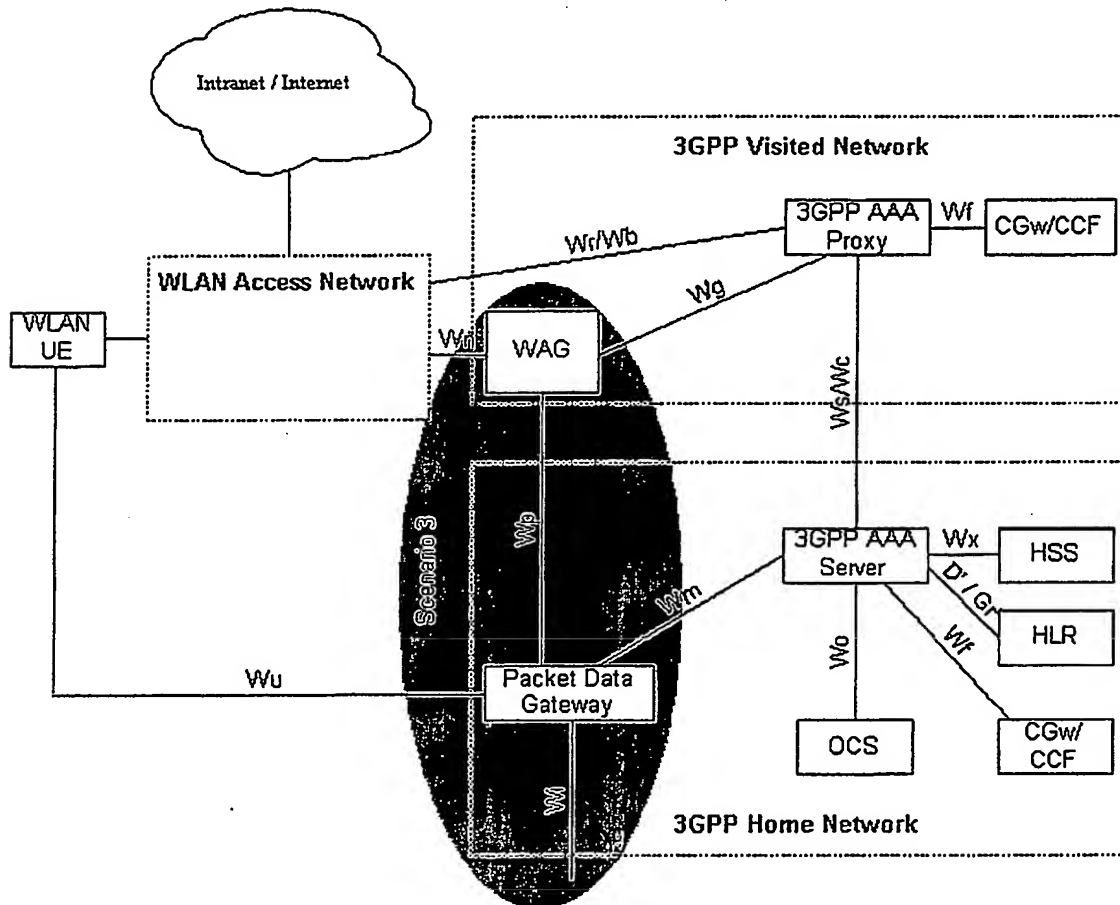 Intranet / Internet
3GPP Visited Network
3GPP AAA
Proxy
Wf
CGw/CCF
Wr/Wb
WLAN Access Network
Wg
WLAN
UE
Wn
WAG
Ws/Wc
Scenario 3
Wp
3GPP AAA
Server
Wx
HSS
D' / Gr
HLR
Wm
Wo
Wf
Wu
Packet Data
Gateway
OCS
CGw/
CCF
Wi
3GPP Home Network